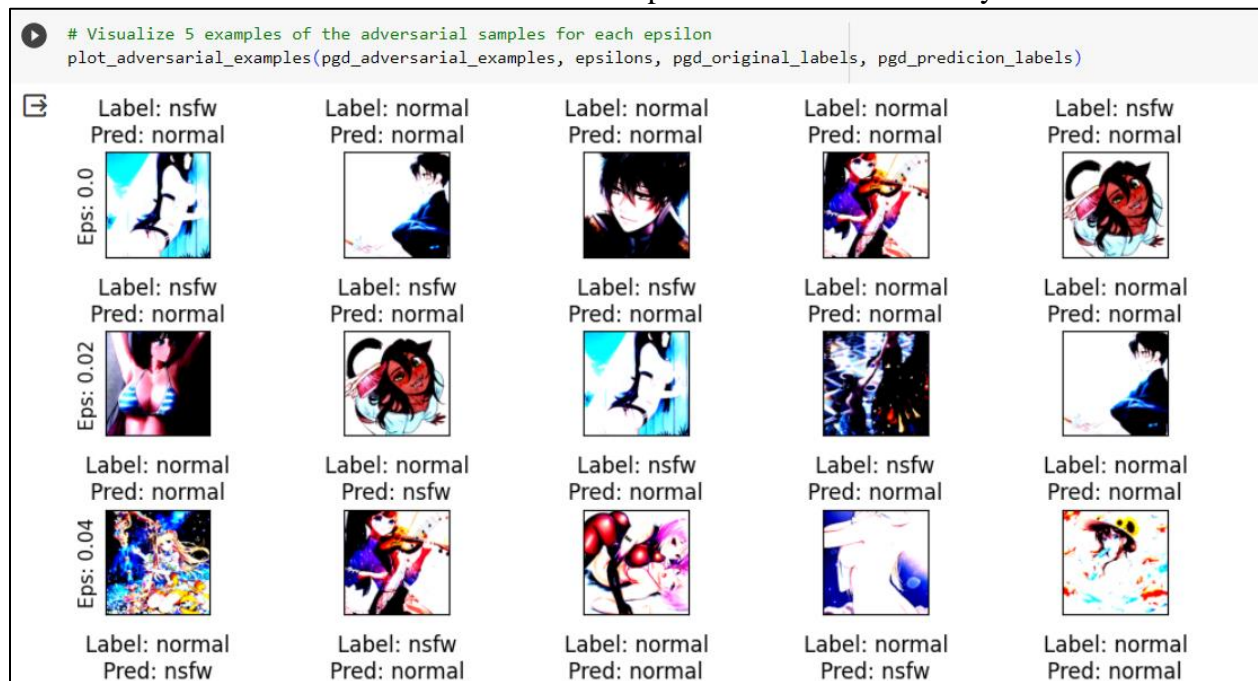 # Visualize 5 examples of the adversarial samples for each epsilon
plot_adversarial_examples(pgd_adversarial_examples, epsilons, pgd_original_labels, pgd_predicion_labels)
Label: nsfw Label: normal Label: normal Label: normal Label: nsfw
Pred: normal Pred: normal Pred: normal Pred: normal Pred: normal
Eps: 0.0
Label: nsfw Label: nsfw Label: nsfw Label: normal Label: normal
Pred: normal Pred: normal Pred: normal Pred: normal Pred: normal
Eps: 0.02
Label: normal Label: normal Label: nsfw Label: nsfw Label: normal
Pred: normal Pred: nsfw Pred: normal Pred: normal Pred: normal
Eps: 0.04
Label: normal Label: nsfw Label: normal Label: normal Label: normal
Pred: nsfw Pred: normal Pred: normal Pred: nsfw Pred: normal